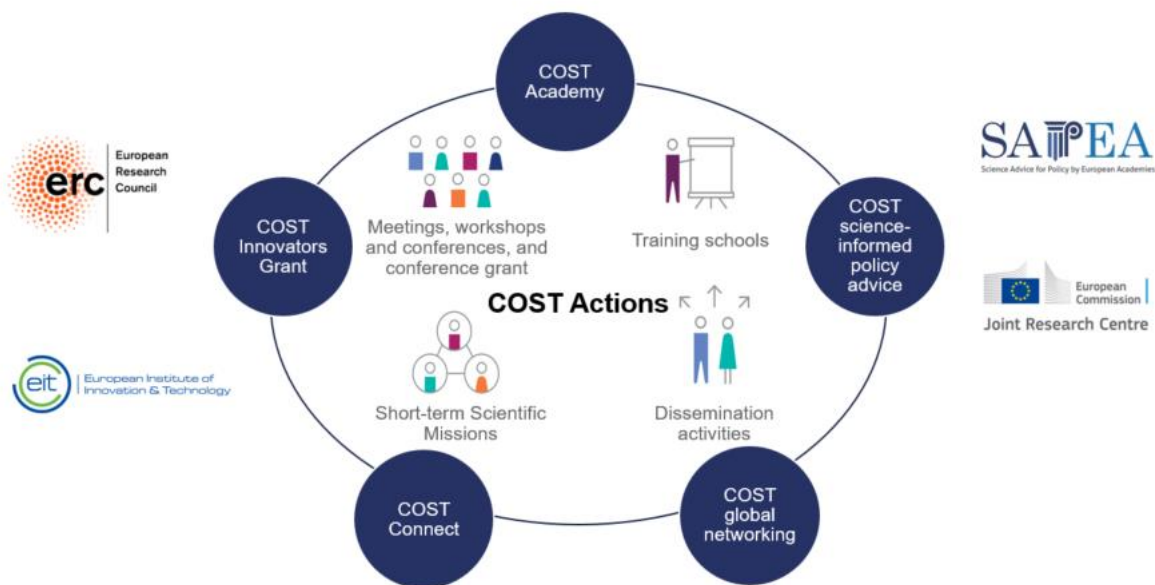 COST
Academy
erc
European
Research
Council
SAPEA
Science Advice for Policy by European Academies
COST
Innovators
Grant
Meetings, workshops
and conferences, and
conference grant
Training schools
COST
science-
informed
policy
advice
COST Actions
European
Commission
Joint Research Centre
eit
European Institute of
Innovation & Technology
Short-term Scientific
Missions
Dissemination
activities
COST
Connect
COST
global
networking